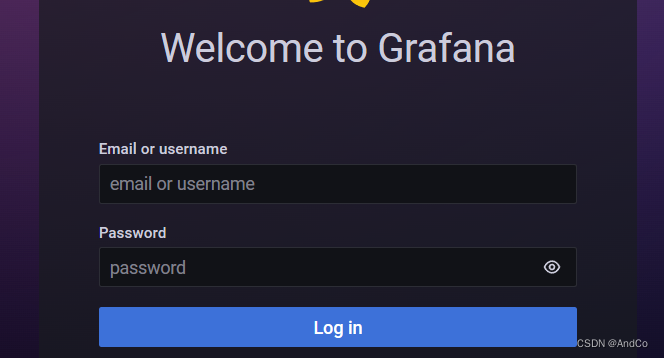 Welcome to Grafana
Email or username
email or username
Password
password
Log in
CSDN @AndCo